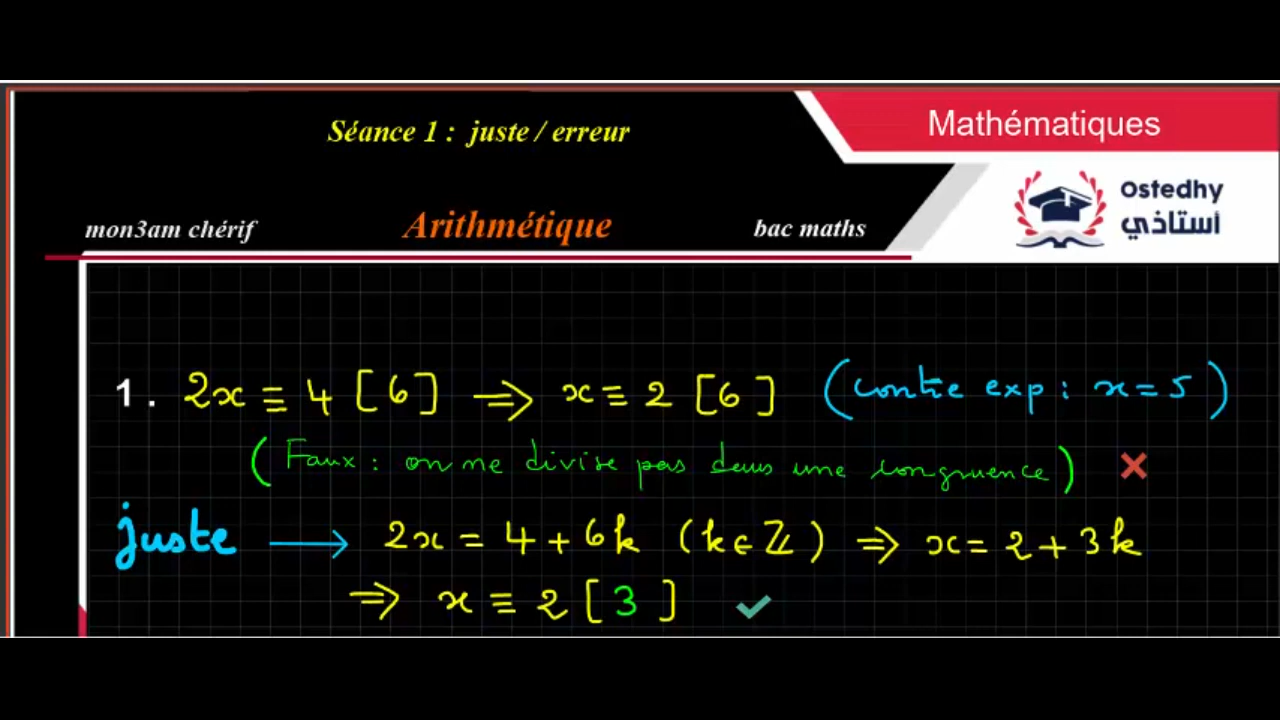 Séance 1 : juste / erreur
Mathématiques
Ostedhy
أستاذي
mon3am chérif
Arithmétique
bac maths
1. 2x ≡ 4 [6] ⇒ x ≡ 2 [6] (contre exp : x = 5)
(Faux : on ne divise pas deus une congruence) ✗
juste → 2x = 4 + 6k (k ∈ ℤ) ⇒ x = 2 + 3k
⇒ x ≡ 2 [3] ✓